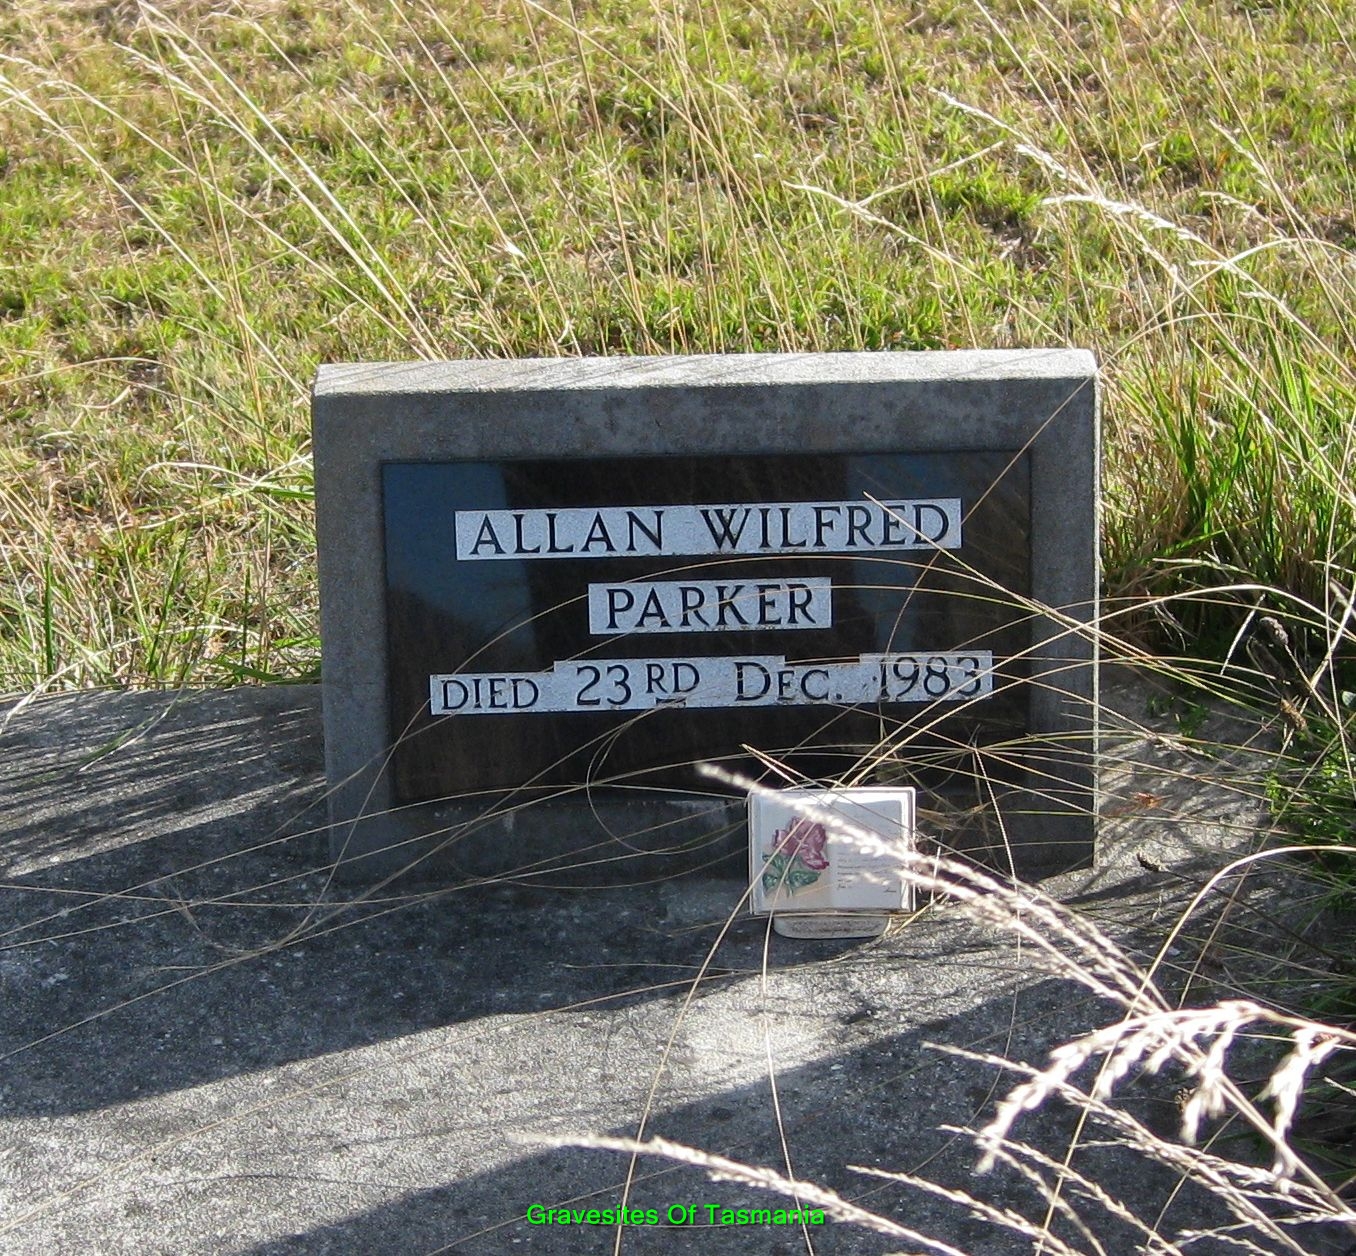 ALLAN WILFRED
PARKER
DIED 23RD DEC. 1983
Gravesites Of Tasmania